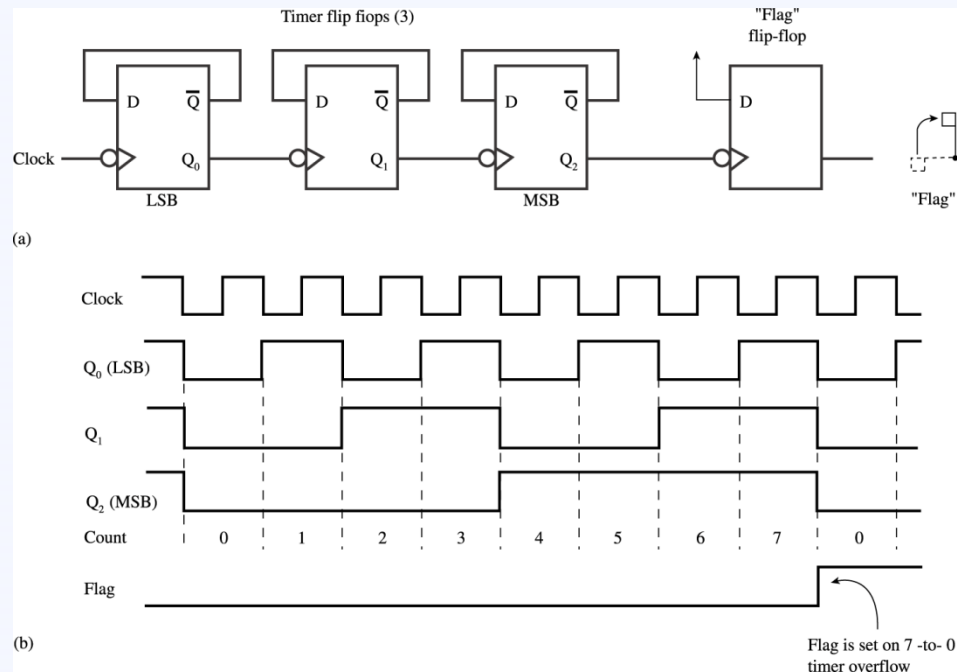 Timer flip fiops (3)
"Flag"
flip-flop
D Q̅ D Q̅ D Q̅ D
Clock Q₀ Q₁ Q₂
LSB MSB "Flag"
(a)
Clock
Q₀ (LSB)
Q₁
Q₂ (MSB)
Count 0 1 2 3 4 5 6 7 0
Flag
(b)
Flag is set on 7 -to- 0
timer overflow